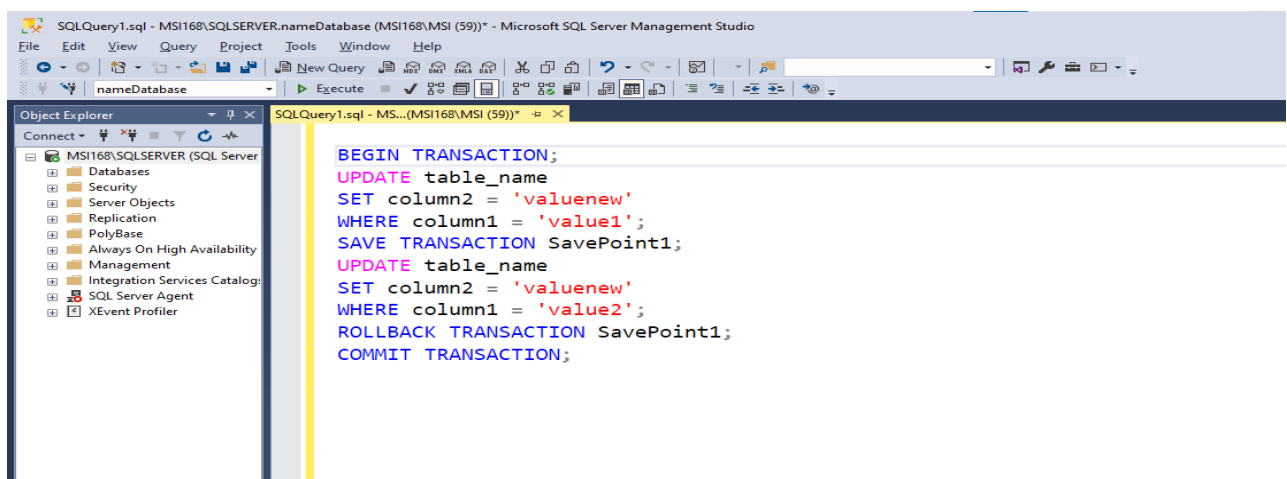 SQLQuery1.sql - MSI168\SQLSERVER.nameDatabase (MSI168\MSI (59))* - Microsoft SQL Server Management Studio
File Edit View Query Project Tools Window Help
New Query MDX DMX XMLA DAX
nameDatabase Execute
Object Explorer
SQLQuery1.sql - MS...(MSI168\MSI (59))*
Connect
MSI168\SQLSERVER (SQL Server
Databases
Security
Server Objects
Replication
PolyBase
Always On High Availability
Management
Integration Services Catalogs
SQL Server Agent
XEvent Profiler
BEGIN TRANSACTION;
UPDATE table_name
SET column2 = 'valuenew'
WHERE column1 = 'value1';
SAVE TRANSACTION SavePoint1;
UPDATE table_name
SET column2 = 'valuenew'
WHERE column1 = 'value2';
ROLLBACK TRANSACTION SavePoint1;
COMMIT TRANSACTION;